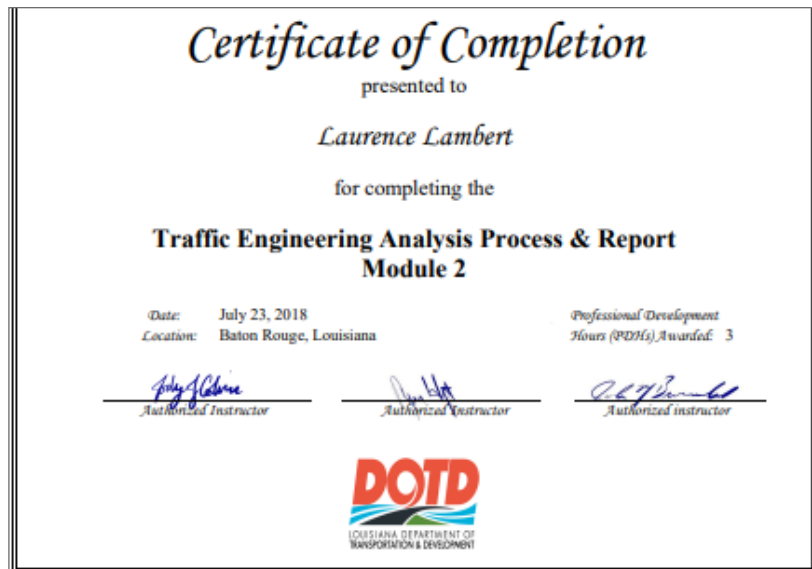 Certificate of Completion
presented to
Laurence Lambert
for completing the
Traffic Engineering Analysis Process & Report
Module 2
Date: July 23, 2018
Location: Baton Rouge, Louisiana
Professional Development
Hours (PDHs) Awarded: 3
Authorized Instructor
Authorized Instructor
Authorized instructor
DOTD
LOUISIANA DEPARTMENT OF
TRANSPORTATION & DEVELOPMENT